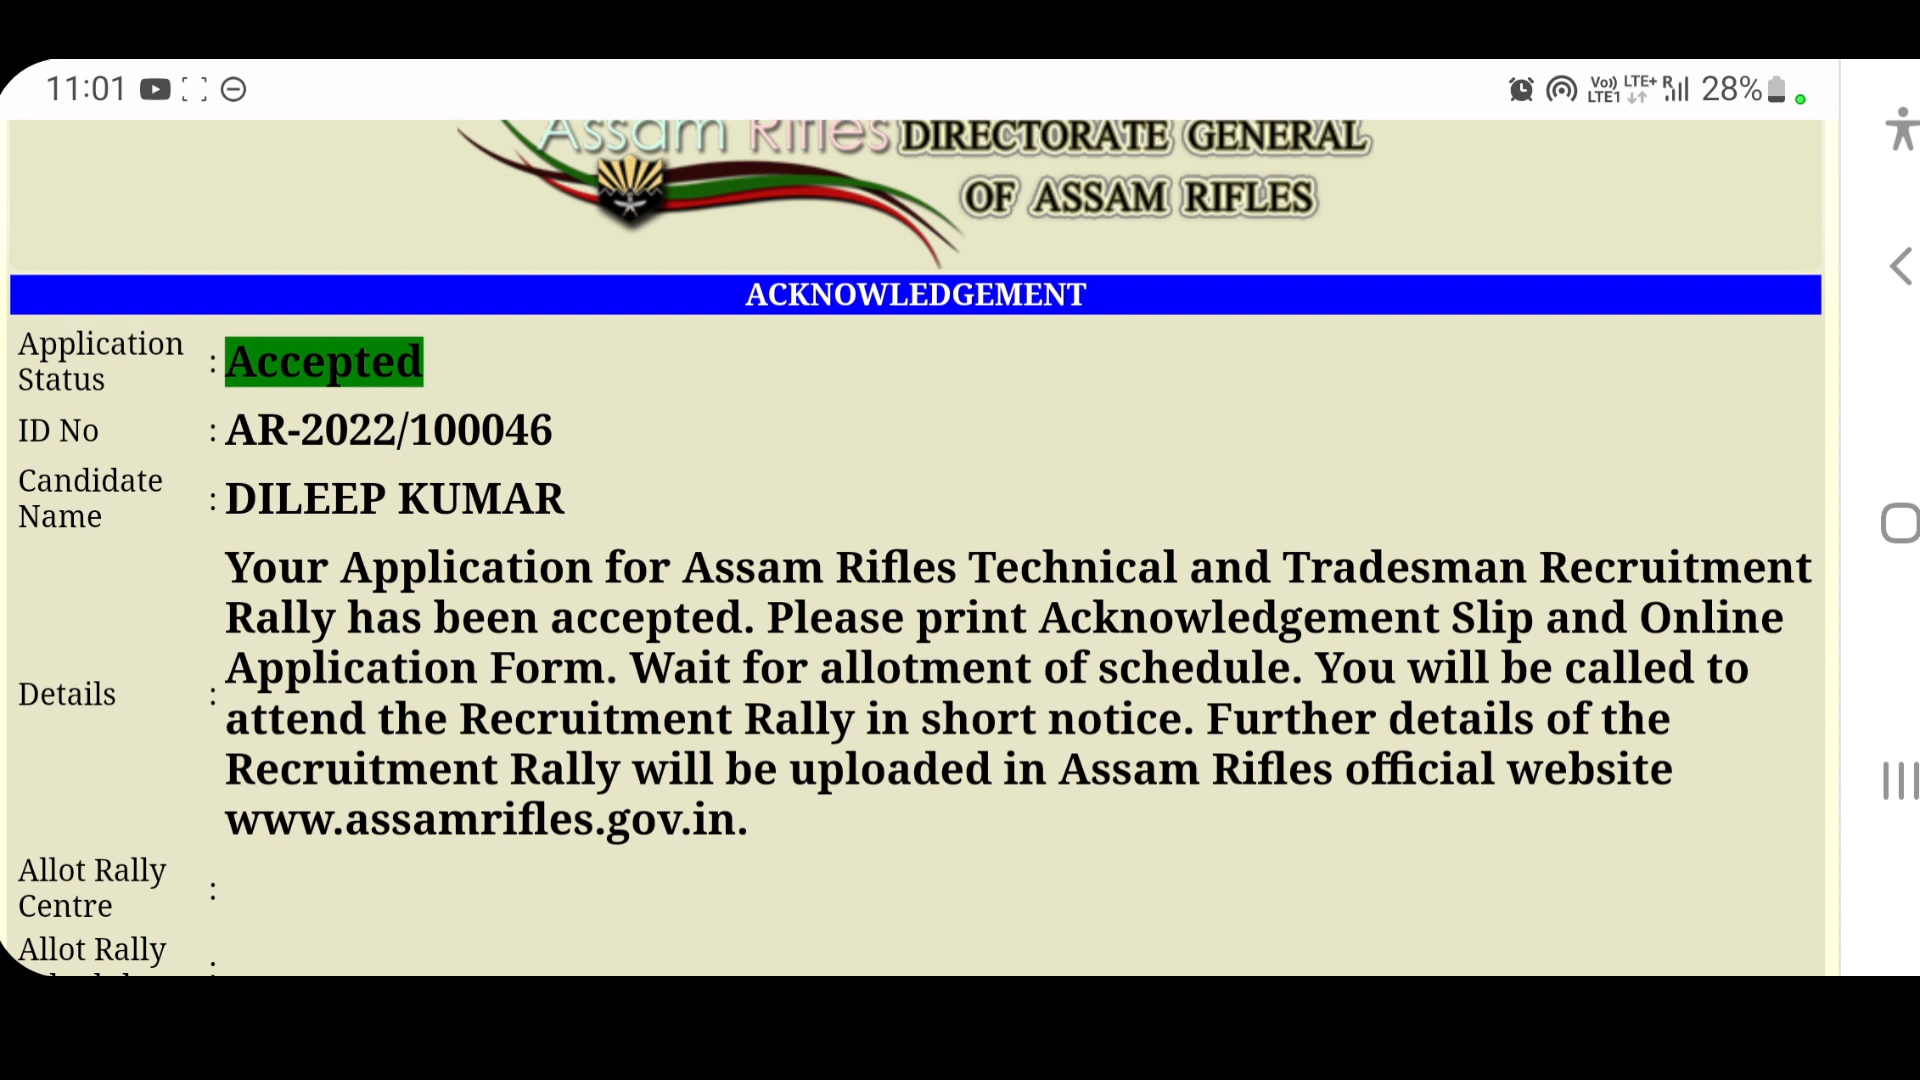 11:01
Vo)) LTE+ R
LTE1
28%
Assam Rifles DIRECTORATE GENERAL
OF ASSAM RIFLES
ACKNOWLEDGEMENT
Application
Status
: Accepted
ID No : AR-2022/100046
Candidate
Name
: DILEEP KUMAR
Details :
Your Application for Assam Rifles Technical and Tradesman Recruitment
Rally has been accepted. Please print Acknowledgement Slip and Online
Application Form. Wait for allotment of schedule. You will be called to
attend the Recruitment Rally in short notice. Further details of the
Recruitment Rally will be uploaded in Assam Rifles official website
www.assamrifles.gov.in.
Allot Rally
Centre
:
Allot Rally
: